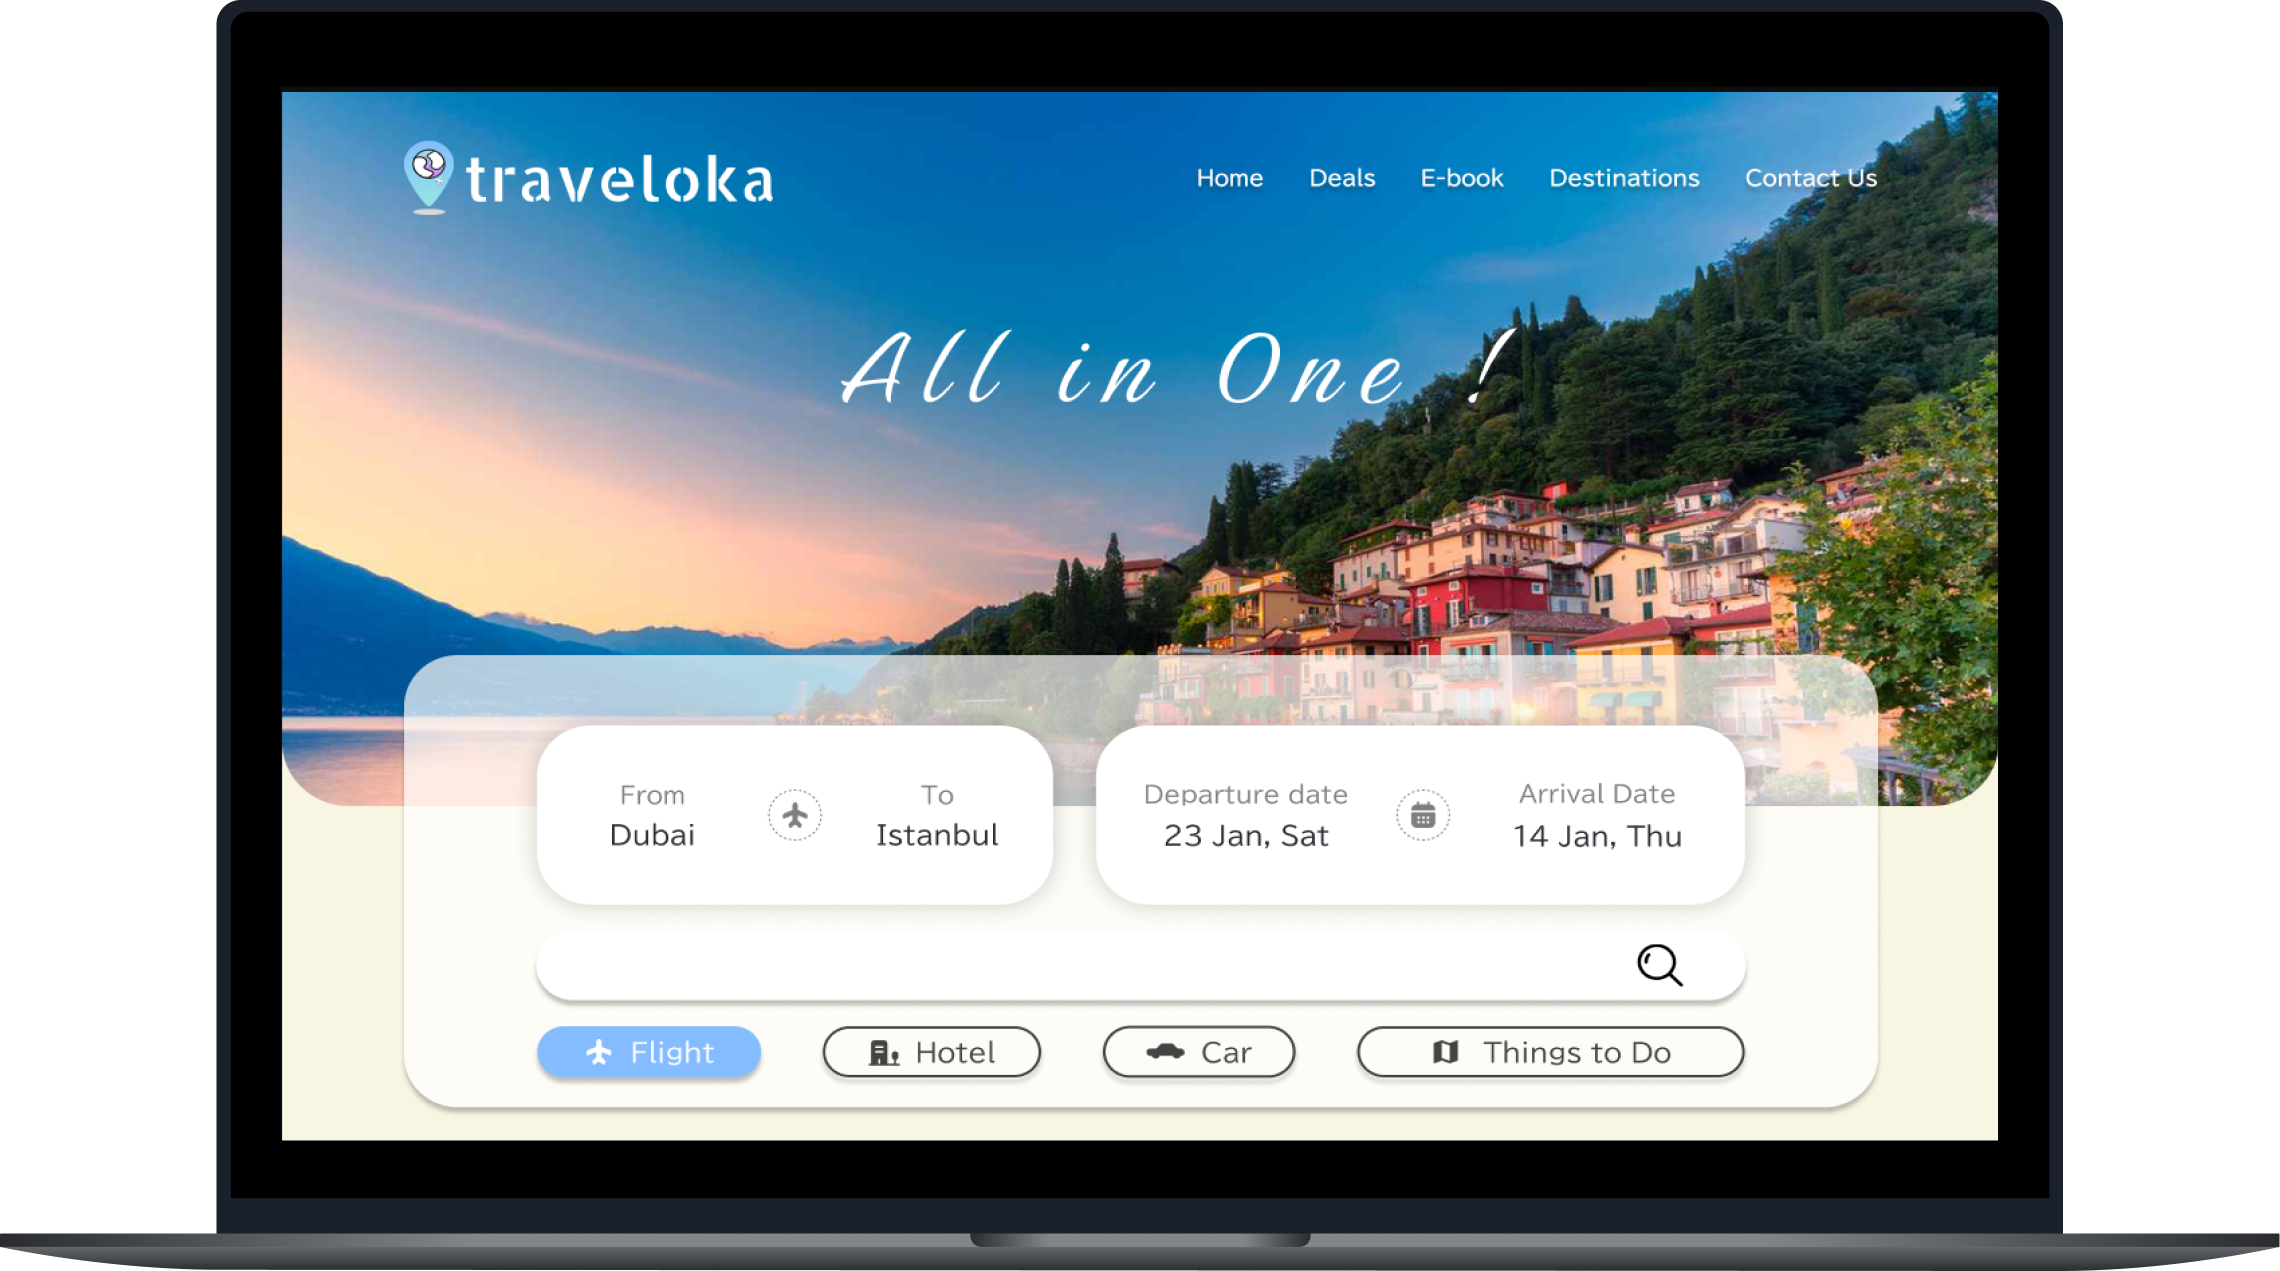 traveloka
Home Deals E-book Destinations Contact Us
All in One !
From To
Dubai Istanbul
Departure date Arrival Date
23 Jan, Sat 14 Jan, Thu
Flight Hotel Car Things to Do